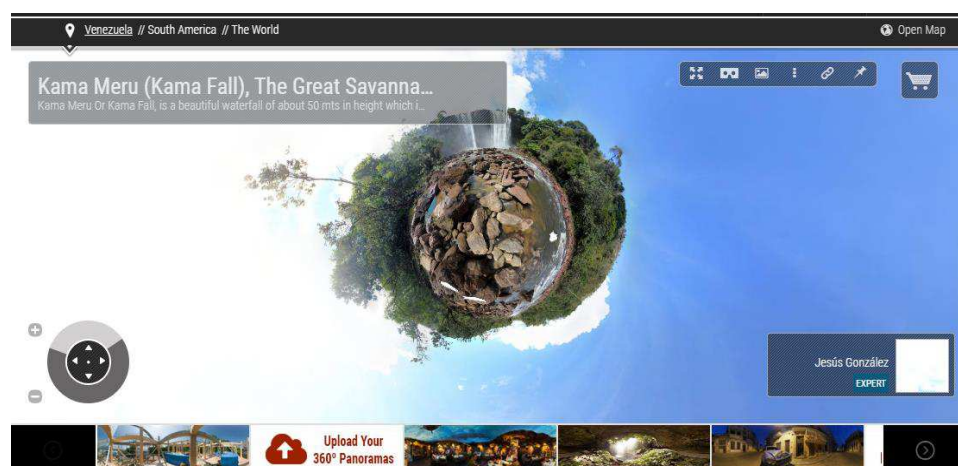 Venezuela // South America // The World
Open Map
Kama Meru (Kama Fall), The Great Savanna...
Kama Meru Or Kama Fall, is a beautiful waterfall of about 50 mts in height which i...
Jesús González
EXPERT
Upload Your
360° Panoramas